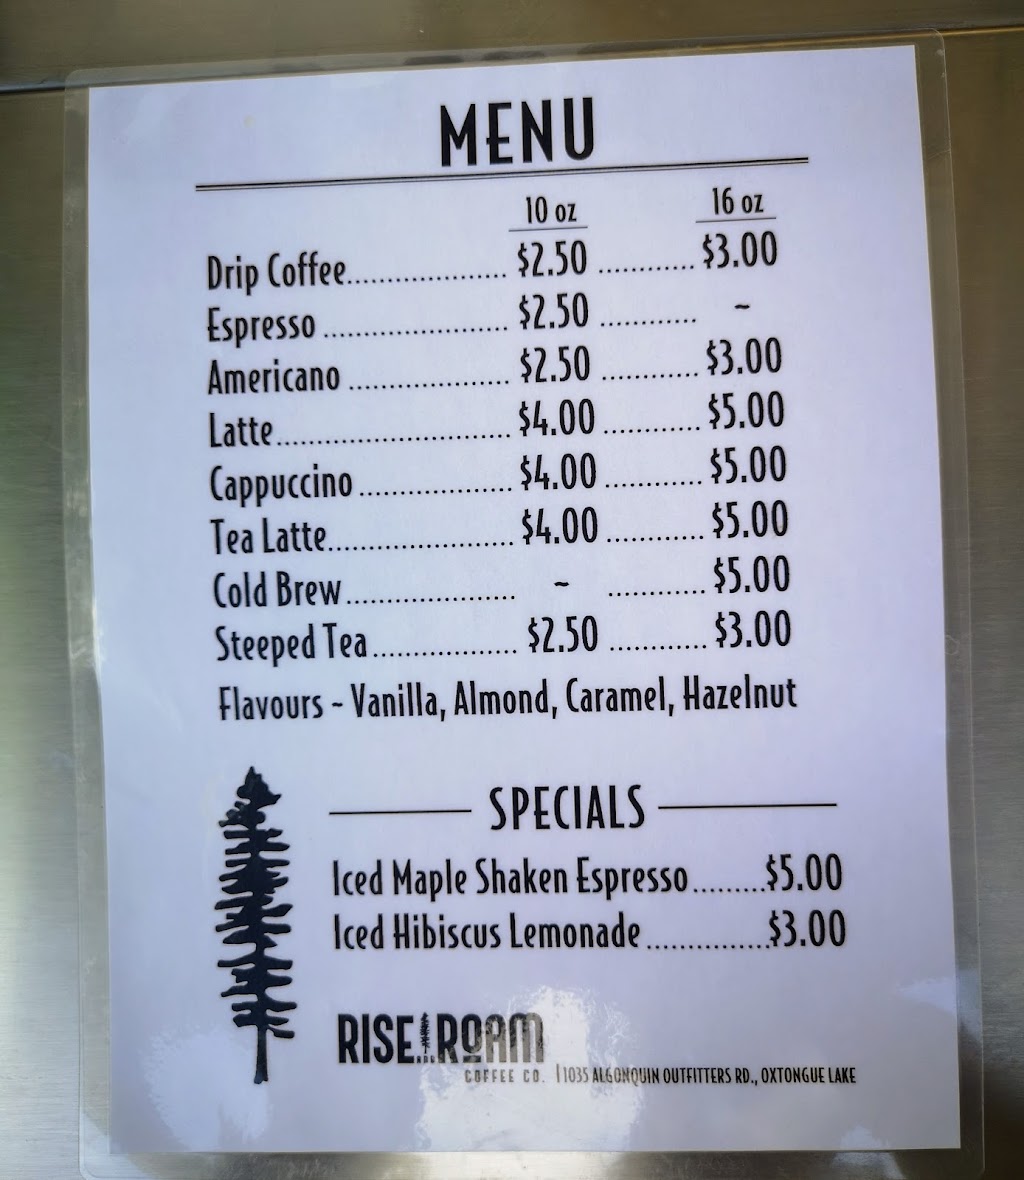 MENU
10 oz 16 oz
Drip Coffee.................. $2.50 ............ $3.00
Espresso ..................... $2.50 ............ ~
Americano .................. $2.50 ............ $3.00
Latte........................... $4.00 ............ $5.00
Cappuccino ................. $4.00 ............ $5.00
Tea Latte..................... $4.00 ............ $5.00
Cold Brew.................... ~ ............ $5.00
Steeped Tea................. $2.50 ............ $3.00
Flavours ~ Vanilla, Almond, Caramel, Hazelnut
SPECIALS
Iced Maple Shaken Espresso.........$5.00
Iced Hibiscus Lemonade...............$3.00
RISE ROAM
COFFEE CO. | 1035 ALGONQUIN OUTFITTERS RD., OXTONGUE LAKE